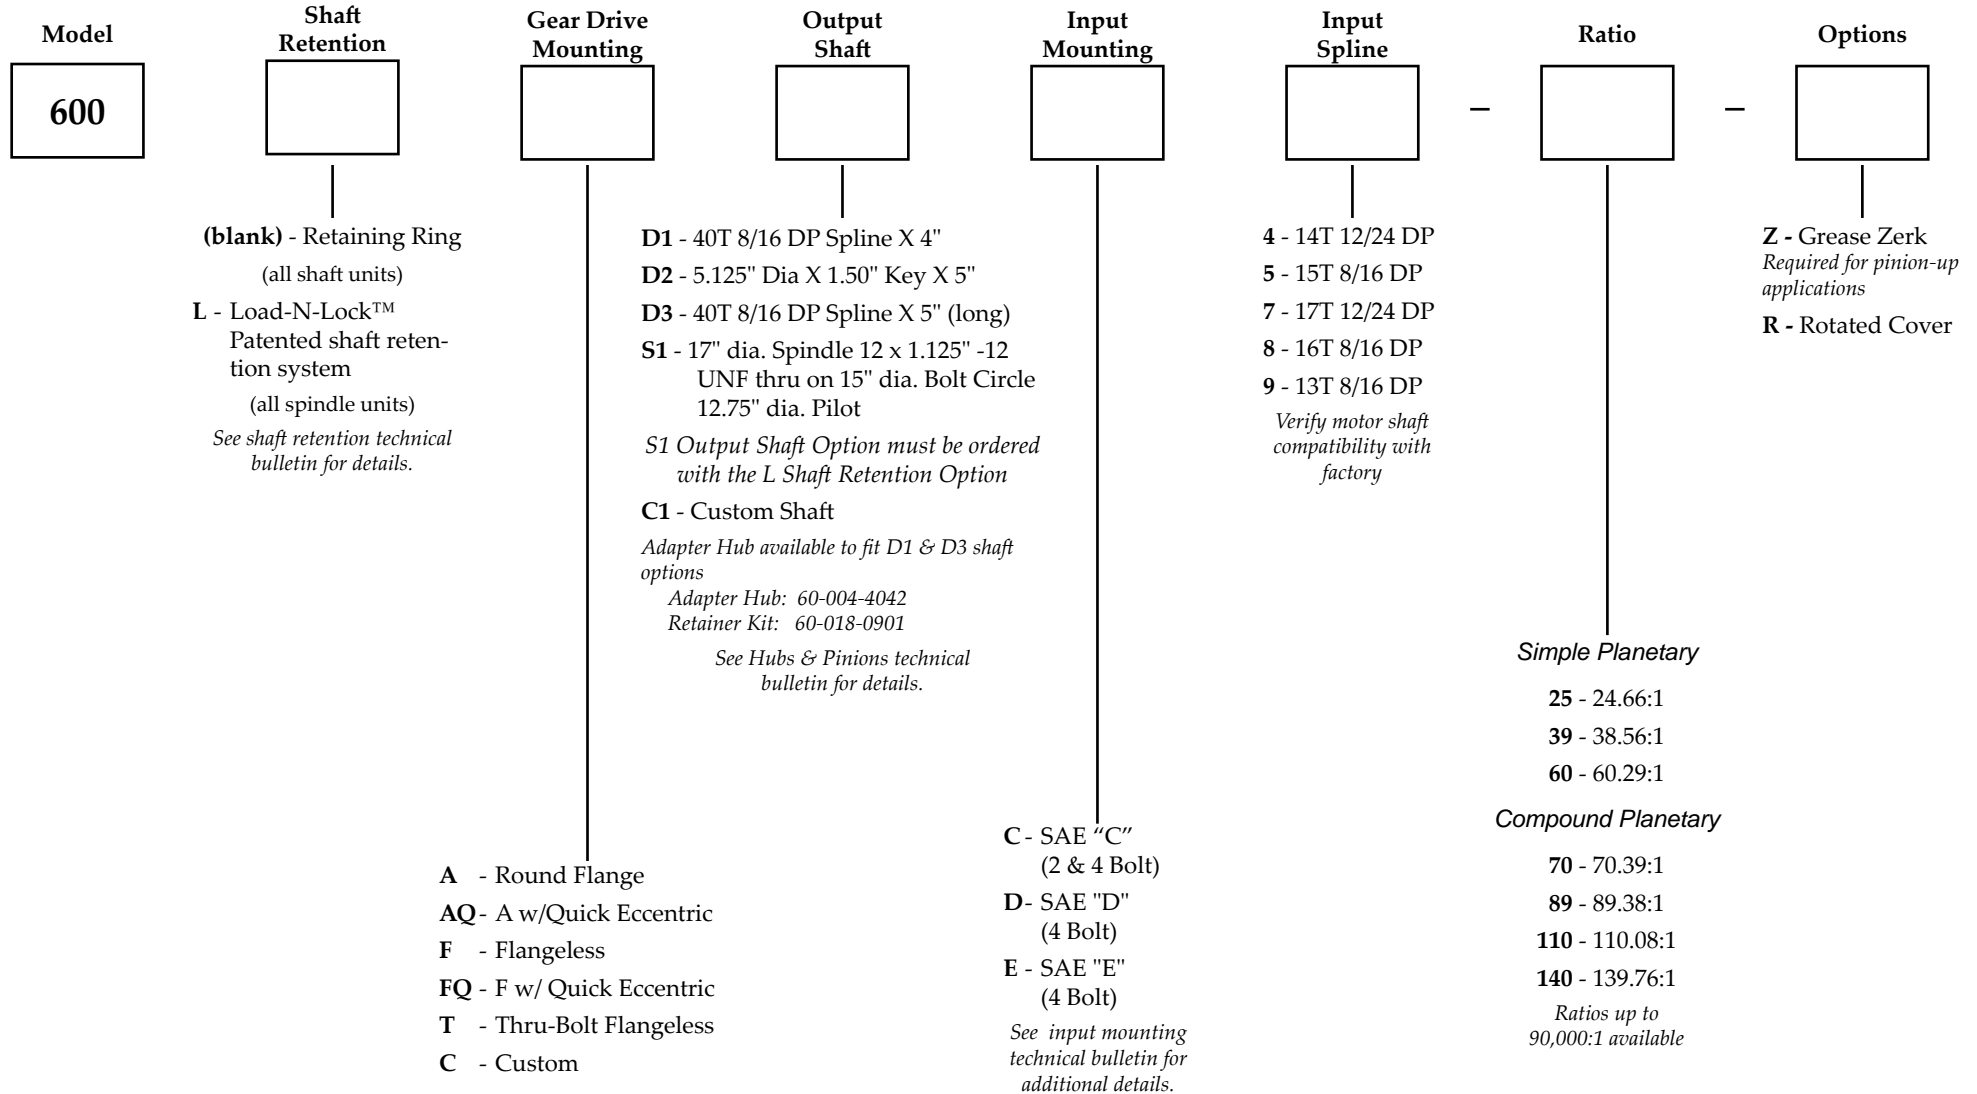 Model
600
Shaft
Retention
(blank) - Retaining Ring
(all shaft units)
L - Load-N-Lock™
Patented shaft reten-
tion system
(all spindle units)
See shaft retention technical
bulletin for details.
Gear Drive
Mounting
A - Round Flange
AQ - A w/Quick Eccentric
F - Flangeless
FQ - F w/ Quick Eccentric
T - Thru-Bolt Flangeless
C - Custom
Output
Shaft
D1 - 40T 8/16 DP Spline X 4"
D2 - 5.125" Dia X 1.50" Key X 5"
D3 - 40T 8/16 DP Spline X 5" (long)
S1 - 17" dia. Spindle 12 x 1.125" -12
UNF thru on 15" dia. Bolt Circle
12.75" dia. Pilot
S1 Output Shaft Option must be ordered
with the L Shaft Retention Option
C1 - Custom Shaft
Adapter Hub available to fit D1 & D3 shaft
options
Adapter Hub: 60-004-4042
Retainer Kit: 60-018-0901
See Hubs & Pinions technical
bulletin for details.
Input
Mounting
C - SAE “C”
(2 & 4 Bolt)
D - SAE "D"
(4 Bolt)
E - SAE "E"
(4 Bolt)
See input mounting
technical bulletin for
additional details.
Input
Spline
4 - 14T 12/24 DP
5 - 15T 8/16 DP
7 - 17T 12/24 DP
8 - 16T 8/16 DP
9 - 13T 8/16 DP
Verify motor shaft
compatibility with
factory
–
Ratio
Simple Planetary
25 - 24.66:1
39 - 38.56:1
60 - 60.29:1
Compound Planetary
70 - 70.39:1
89 - 89.38:1
110 - 110.08:1
140 - 139.76:1
Ratios up to
90,000:1 available
–
Options
Z - Grease Zerk
Required for pinion-up
applications
R - Rotated Cover